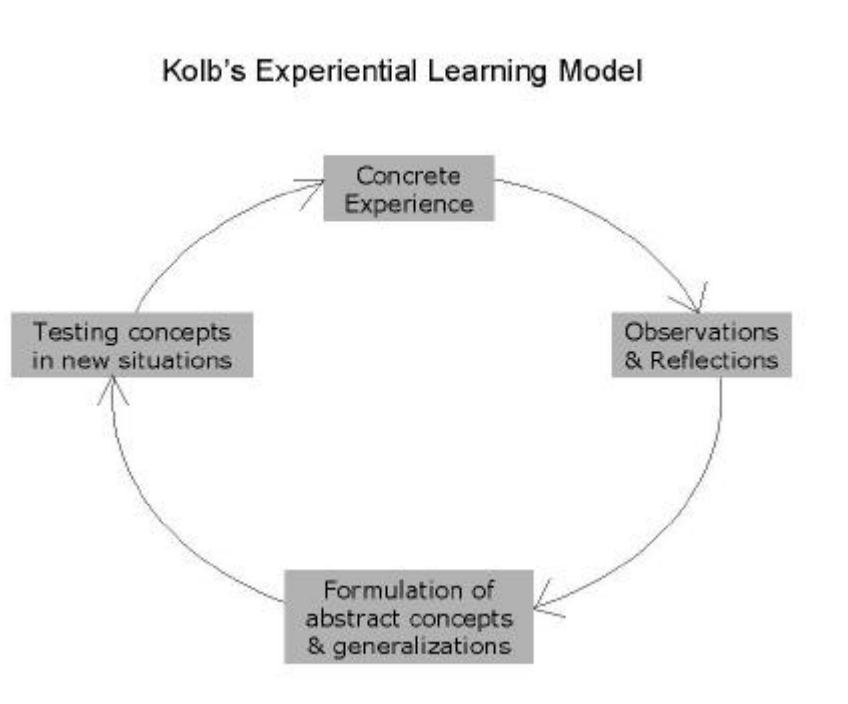 Kolb's Experiential Learning Model
Concrete
Experience
Observations
& Reflections
Formulation of
abstract concepts
& generalizations
Testing concepts
in new situations